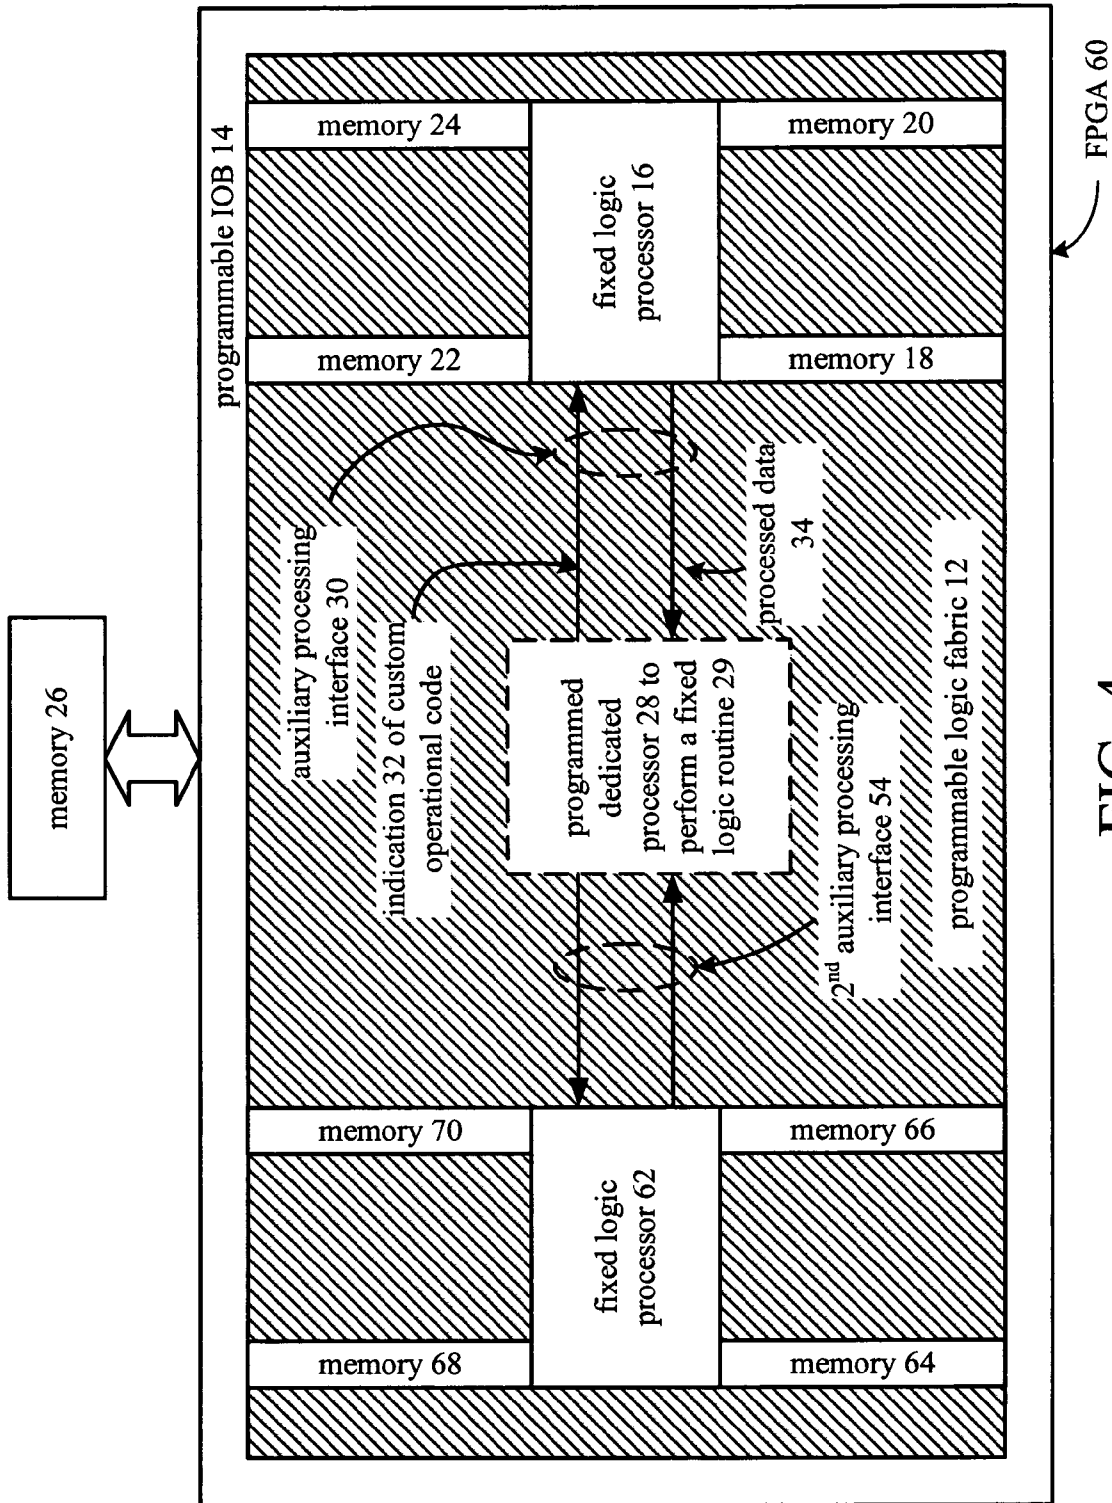 memory 26
programmable IOB 14
memory 24
memory 20
fixed logic
processor 16
memory 22
memory 18
auxiliary processing
interface 30
indication 32 of custom
operational code
processed data
34
programmed
dedicated
processor 28 to
perform a fixed
logic routine 29
2nd auxiliary processing
interface 54
programmable logic fabric 12
memory 70
memory 66
fixed logic
processor 62
memory 68
memory 64
FPGA 60